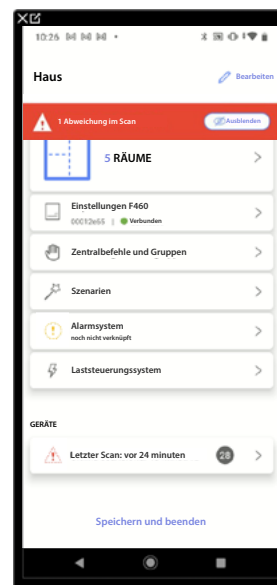 10:26
Haus
Bearbeiten
1 Abweichung im Scan
Ausblenden
5 RÄUME
Einstellungen F460
00012e65 | Verbunden
Zentralbefehle und Gruppen
Szenarien
Alarmsystem
noch nicht verknüpft
Laststeuerungssystem
GERÄTE
Letzter Scan: vor 24 minuten
28
Speichern und beenden